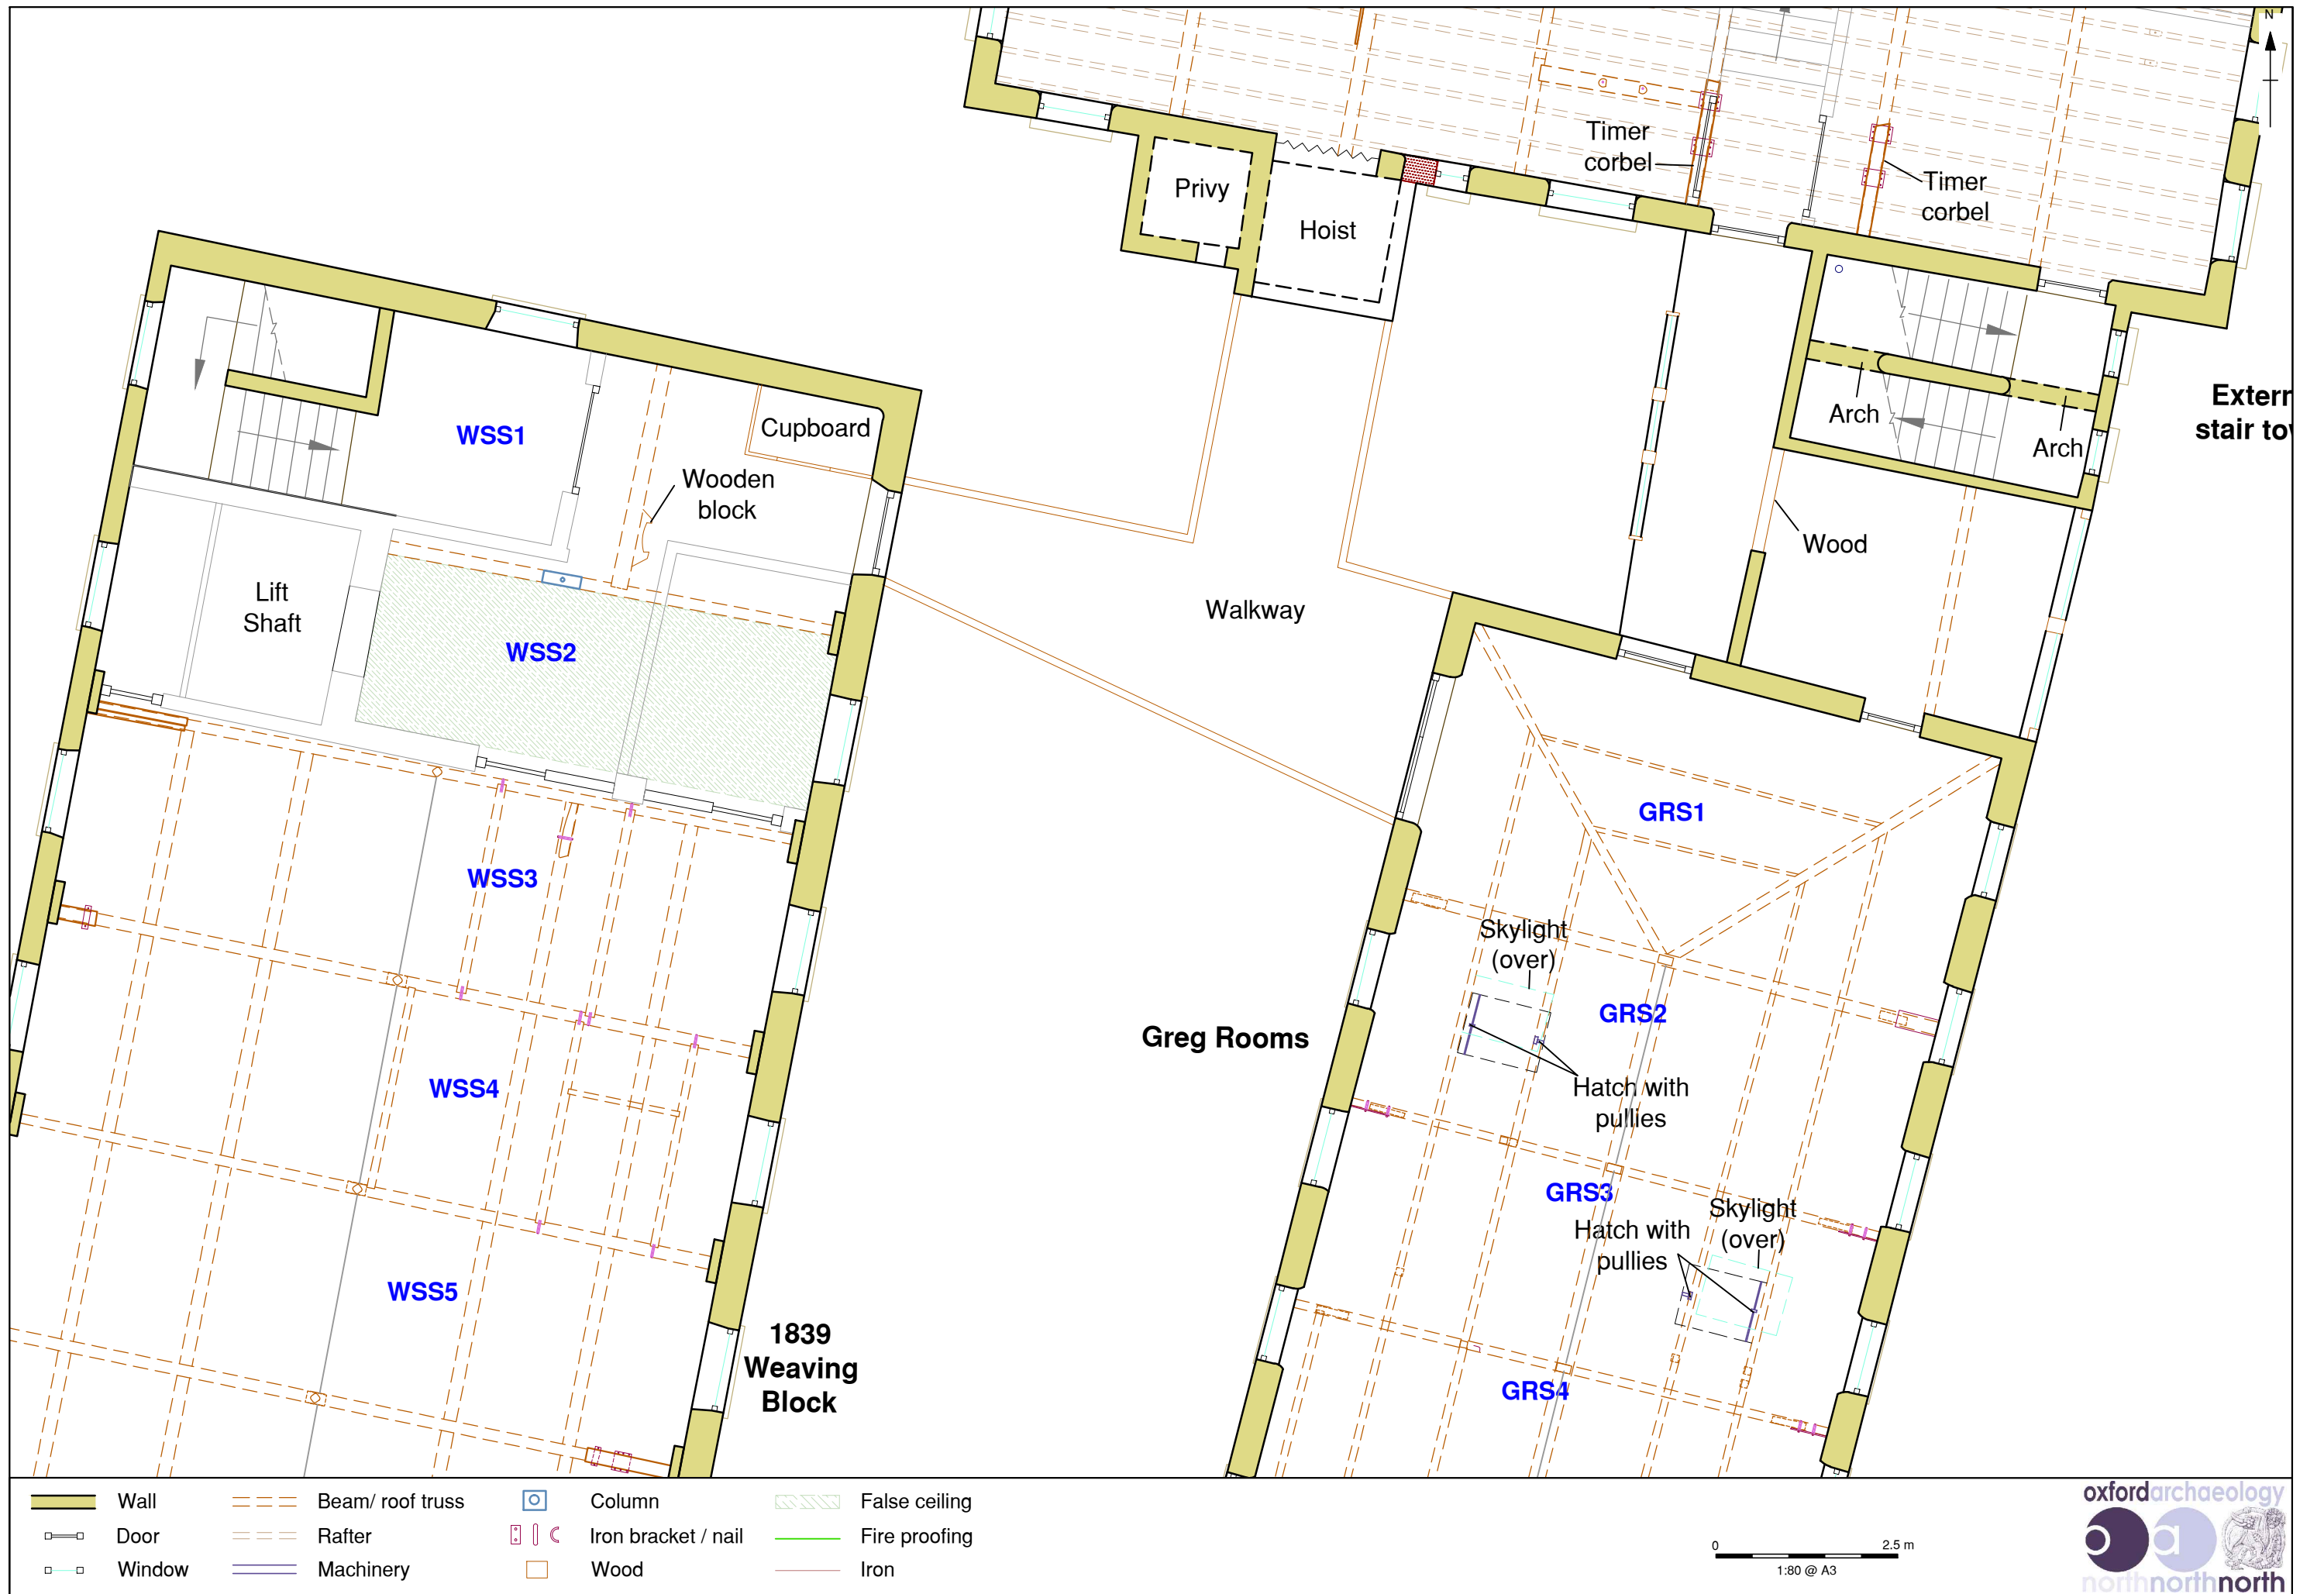 N
Timer
corbel
Timer
corbel
Privy
Hoist
Extern
stair to
Arch
Arch
WSS1
Cupboard
Wooden
block
Wood
Lift
Shaft
Walkway
WSS2
GRS1
WSS3
Skylight
(over)
GRS2
Greg Rooms
WSS4
Hatch with
pullies
GRS3
Skylight
(over)
Hatch with
pullies
WSS5
1839
Weaving
Block
GRS4
Wall
Beam/ roof truss
Column
False ceiling
Door
Rafter
Iron bracket / nail
Fire proofing
Window
Machinery
Wood
Iron
0 2.5 m
1:80 @ A3
oxfordarchaeology
oa
northnorthnorth